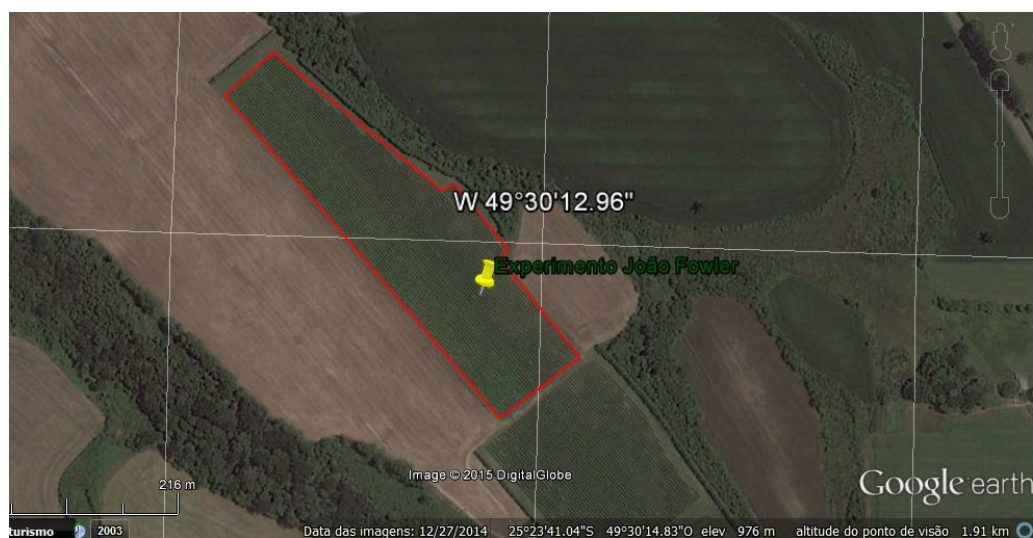 W 49°30'12.96"
Experimento João Fowler
Image © 2015 DigitalGlobe
216 m
Google earth
turismo
2003
Data das imagens: 12/27/2014 25°23'41.04"S 49°30'14.83"O elev 976 m altitude do ponto de visão 1.91 km